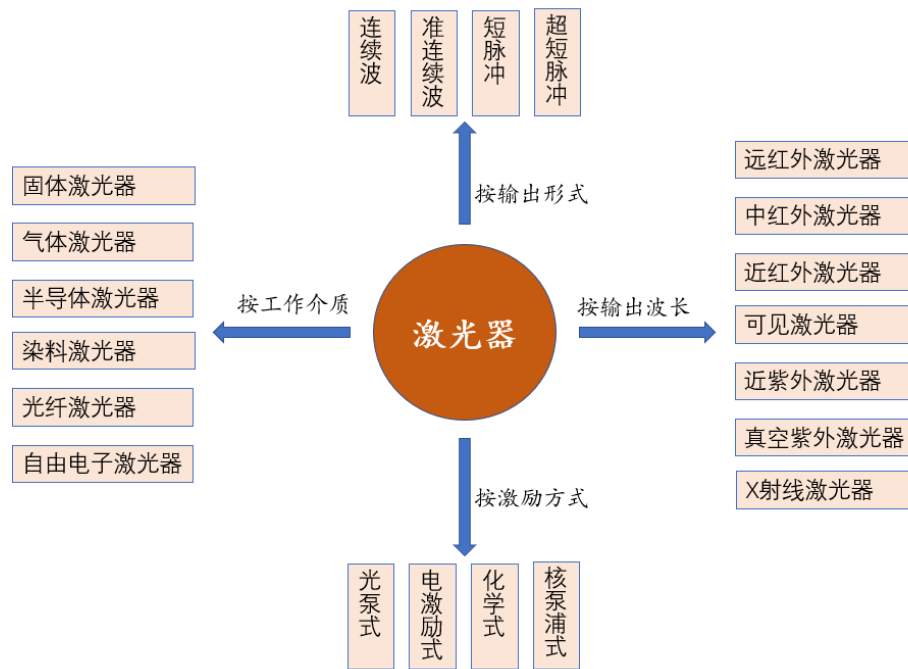 连续波
准连续波
短脉冲
超短脉冲
按输出形式
固体激光器
气体激光器
半导体激光器
染料激光器
光纤激光器
自由电子激光器
按工作介质
激光器
按输出波长
远红外激光器
中红外激光器
近红外激光器
可见激光器
近紫外激光器
真空紫外激光器
X射线激光器
按激励方式
光泵式
电激励式
化学式
核泵浦式